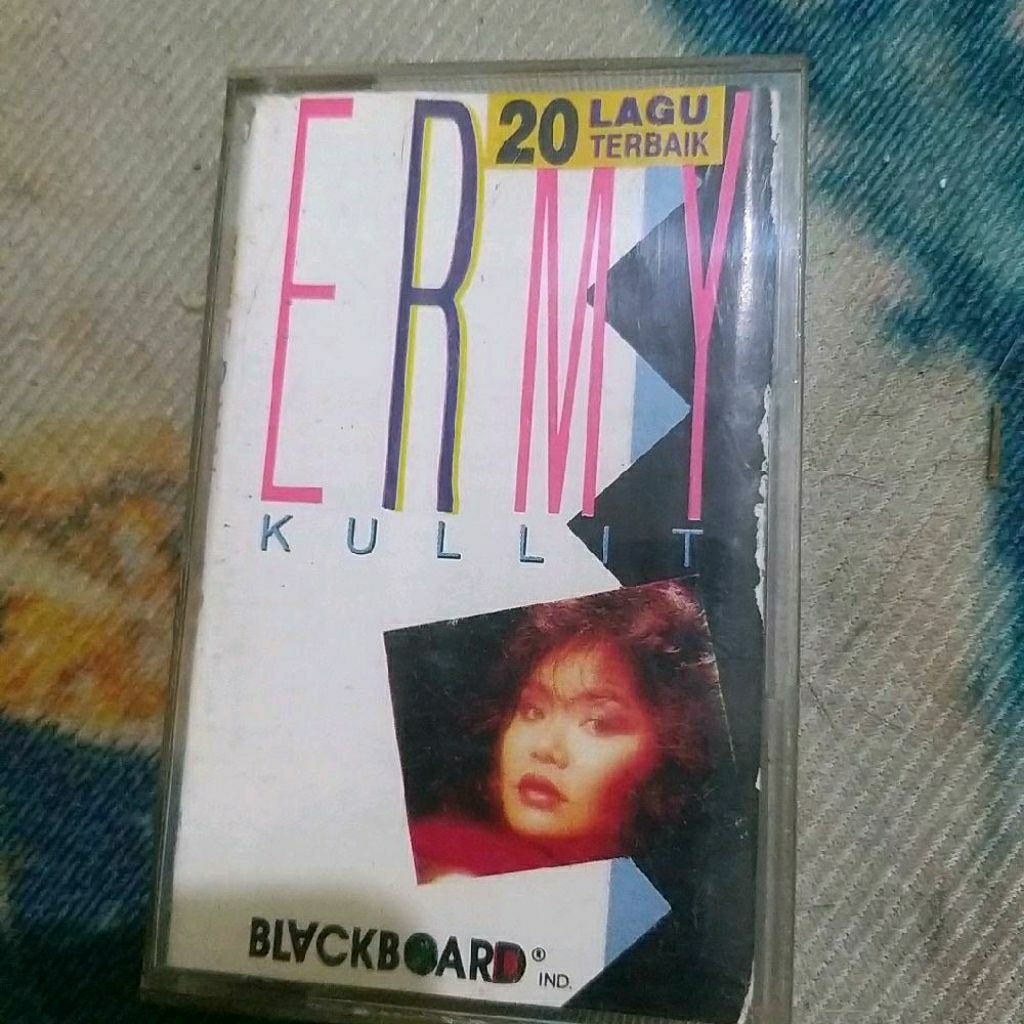 20 LAGU
TERBAIK
ERMY
KULLIT
BLACKBOARD® IND.